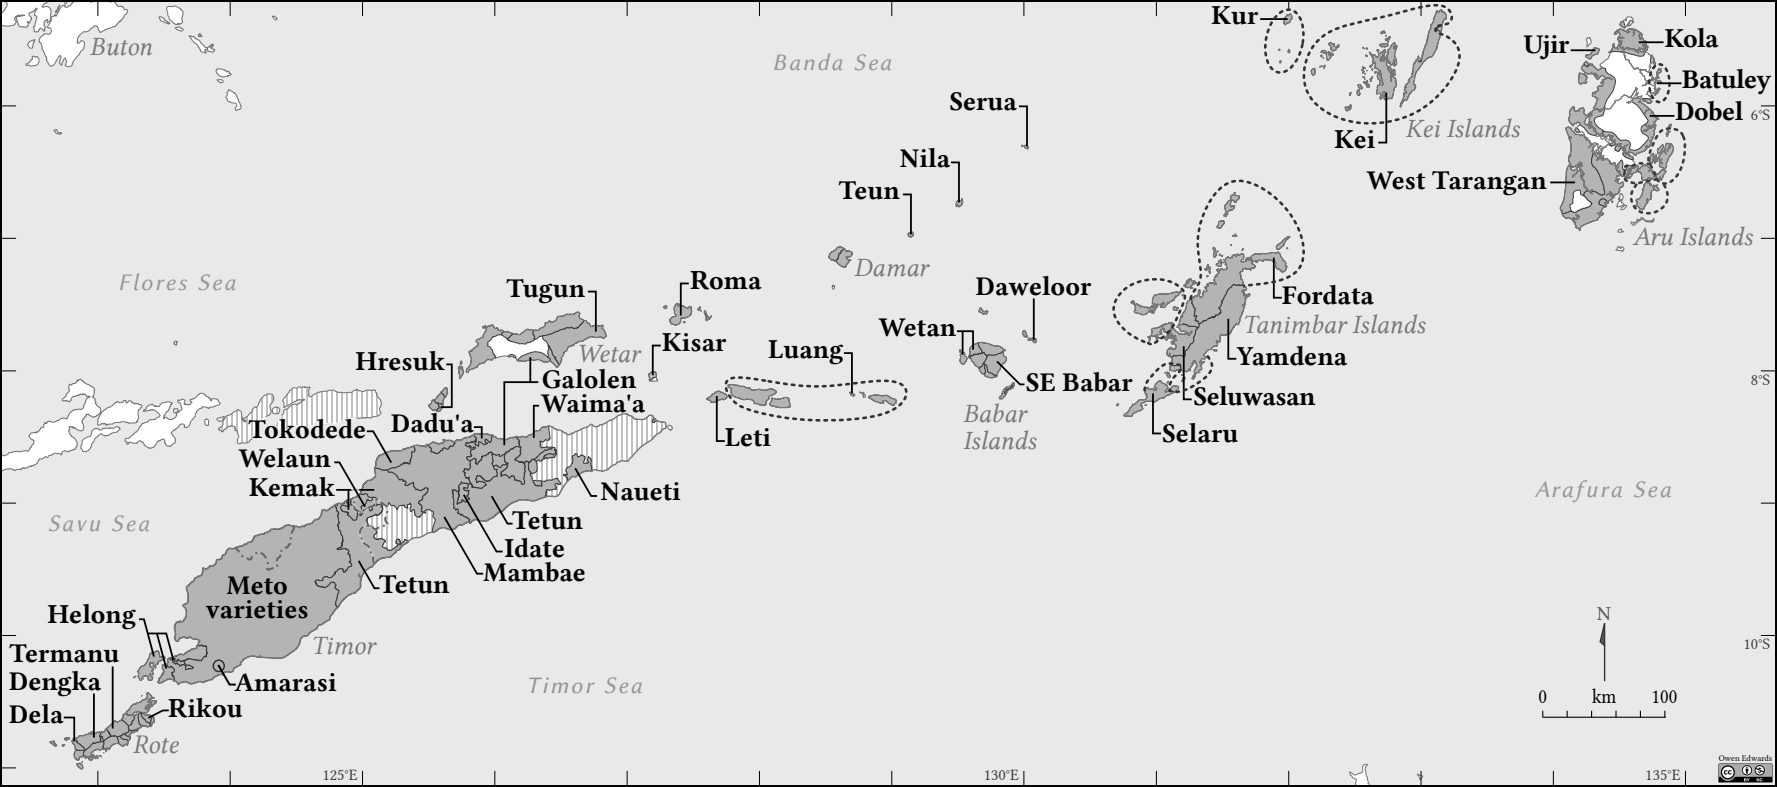 Kur
Kola
Ujir
Buton
Banda Sea
Batuley
Serua
Dobel
6°S
Kei Islands
Kei
Nila
Teun
West Tarangan
Aru Islands
Damar
Flores Sea
Roma
Tugun
Daweloor
Fordata
Tanimbar Islands
Wetan
Kisar
Luang
Wetar
Yamdena
Hresuk
Galolen
SE Babar
8°S
Seluwasan
Waima'a
Babar
Islands
Dadu'a
Tokodede
Leti
Selaru
Welaun
Kemak
Naueti
Arafura Sea
Savu Sea
Tetun
Idate
Mambae
Tetun
Meto
varieties
Helong
N
Timor
10°S
Termanu
Dengka
Amarasi
Timor Sea
0 km 100
Dela
Rikou
Rote
Owen Edwards
CC
BY NC
125°E
130°E
135°E